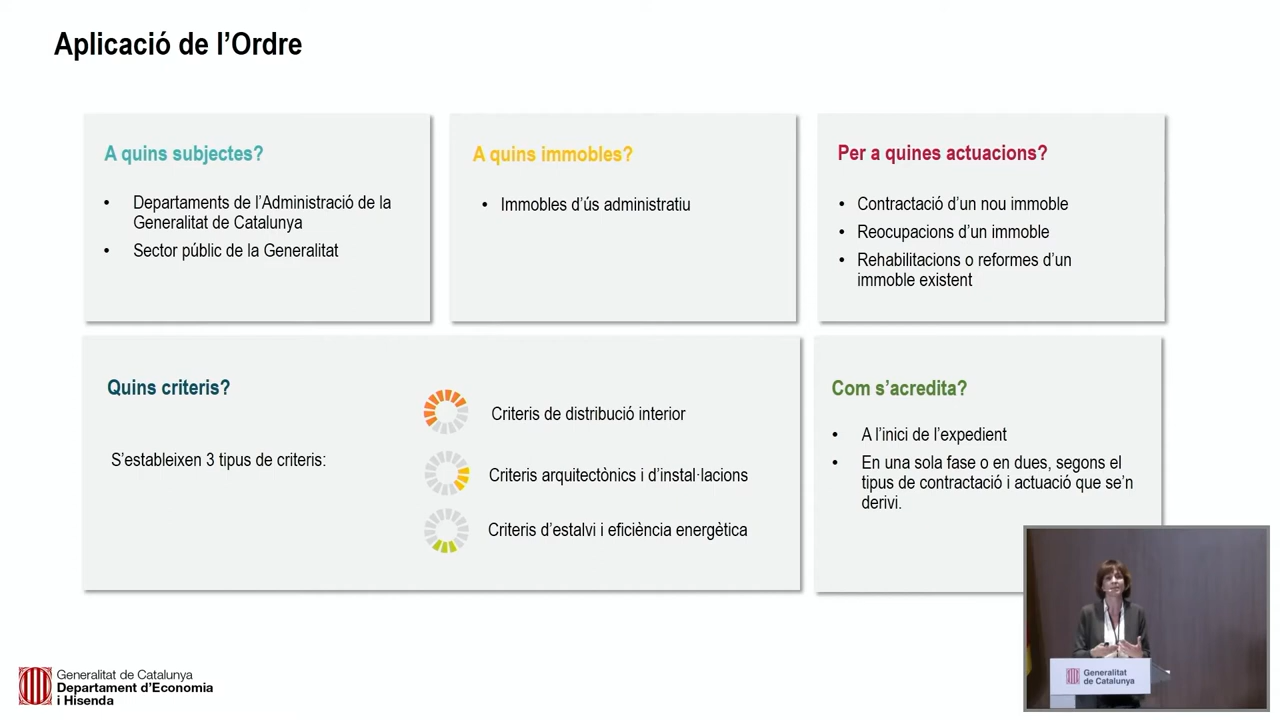 Aplicació de l’Ordre
A quins subjectes?
• Departaments de l’Administració de la
Generalitat de Catalunya
• Sector públic de la Generalitat
A quins immobles?
• Immobles d’ús administratiu
Per a quines actuacions?
• Contractació d’un nou immoble
• Reocupacions d’un immoble
• Rehabilitacions o reformes d’un
immoble existent
Quins criteris?
S’estableixen 3 tipus de criteris:
Criteris de distribució interior
Criteris arquitectònics i d’instal·lacions
Criteris d’estalvi i eficiència energètica
Com s’acredita?
• A l’inici de l’expedient
• En una sola fase o en dues, segons el
tipus de contractació i actuació que se’n
derivi.
Generalitat de Catalunya
Departament d’Economia
i Hisenda
Generalitat
de Catalunya